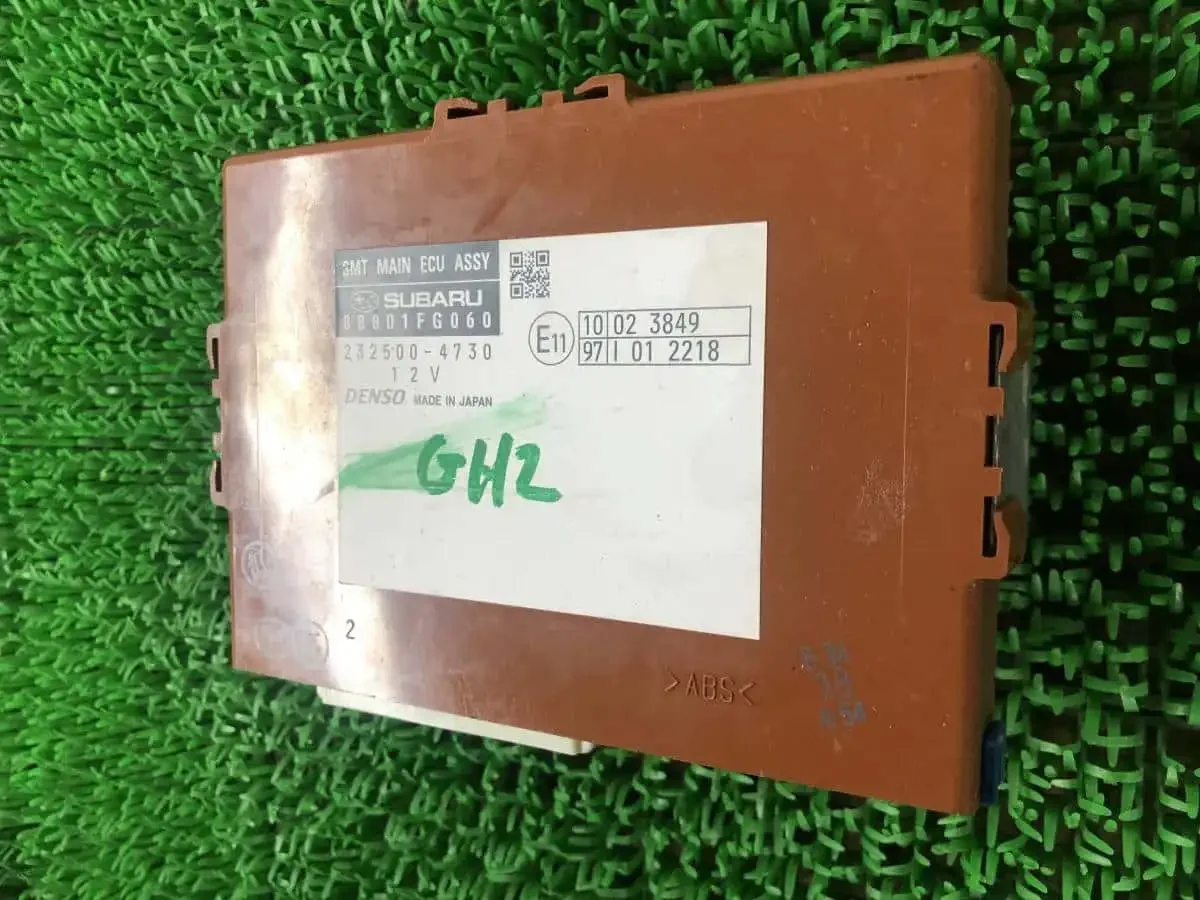 SMT MAIN ECU ASSY
SUBARU
88801FG060
232500-4730
12V
DENSO MADE IN JAPAN
E11
10 02 3849
97 I 01 2218
GH2
2
>ABS<